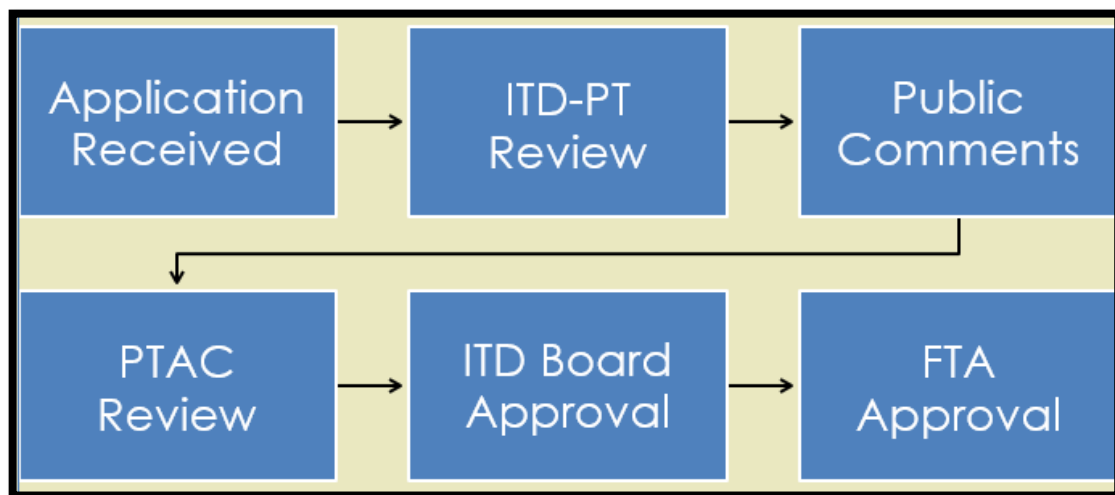 Application
Received
ITD-PT
Review
Public
Comments
PTAC
Review
ITD Board
Approval
FTA
Approval